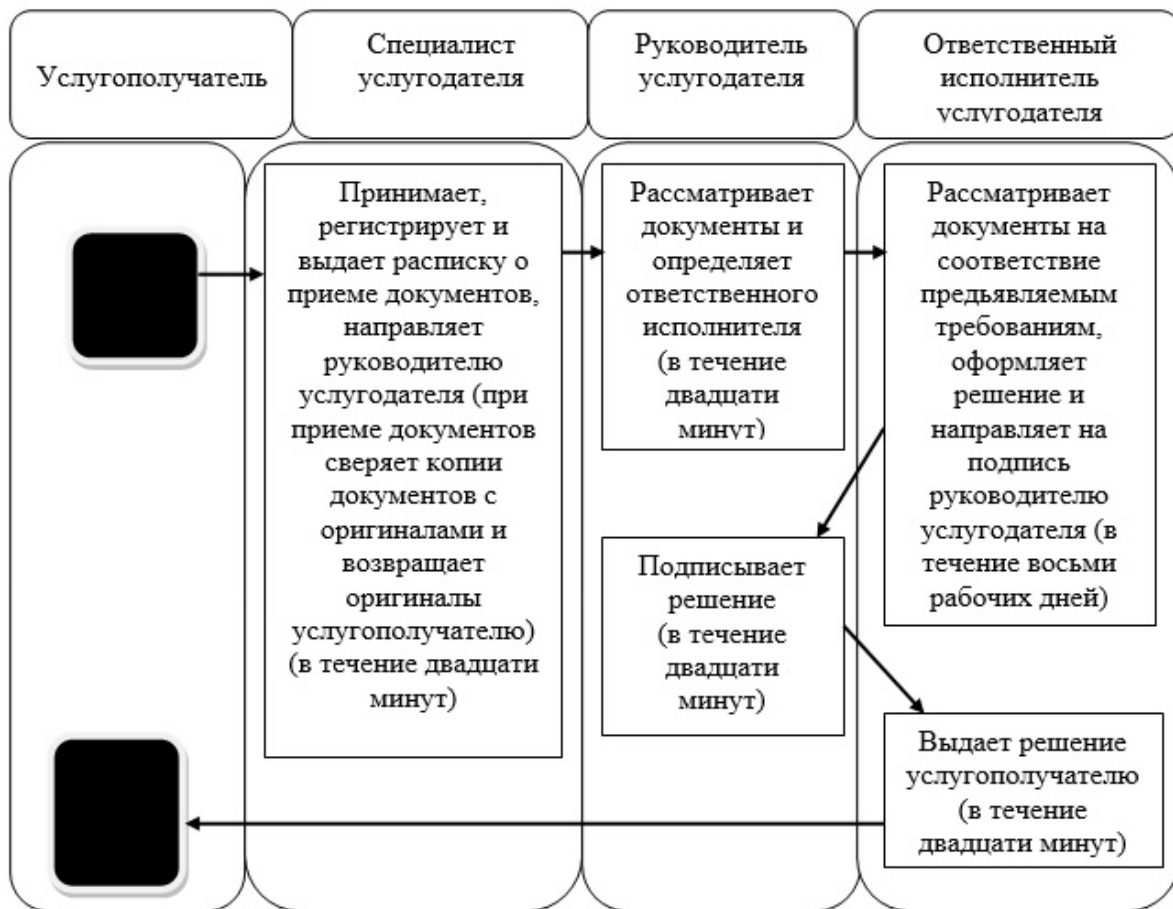 Услугополучатель
Специалист
услугодателя
Руководитель
услугодателя
Ответственный
исполнитель
услугодателя
Принимает,
регистрирует и
выдает расписку о
приеме документов,
направляет
руководителю
услугодателя (при
приеме документов
сверяет копии
документов с
оригиналами и
возвращает
оригиналы
услугополучателю)
(в течение двадцати
минут)
Рассматривает
документы и
определяет
ответственного
исполнителя
(в течение
двадцати
минут)
Рассматривает
документы на
соответствие
предьявляемым
требованиям,
оформляет
решение и
направляет на
подпись
руководителю
услугодателя (в
течение восьми
рабочих дней)
Подписывает
решение
(в течение
двадцати
минут)
Выдает решение
услугополучателю
(в течение
двадцати минут)